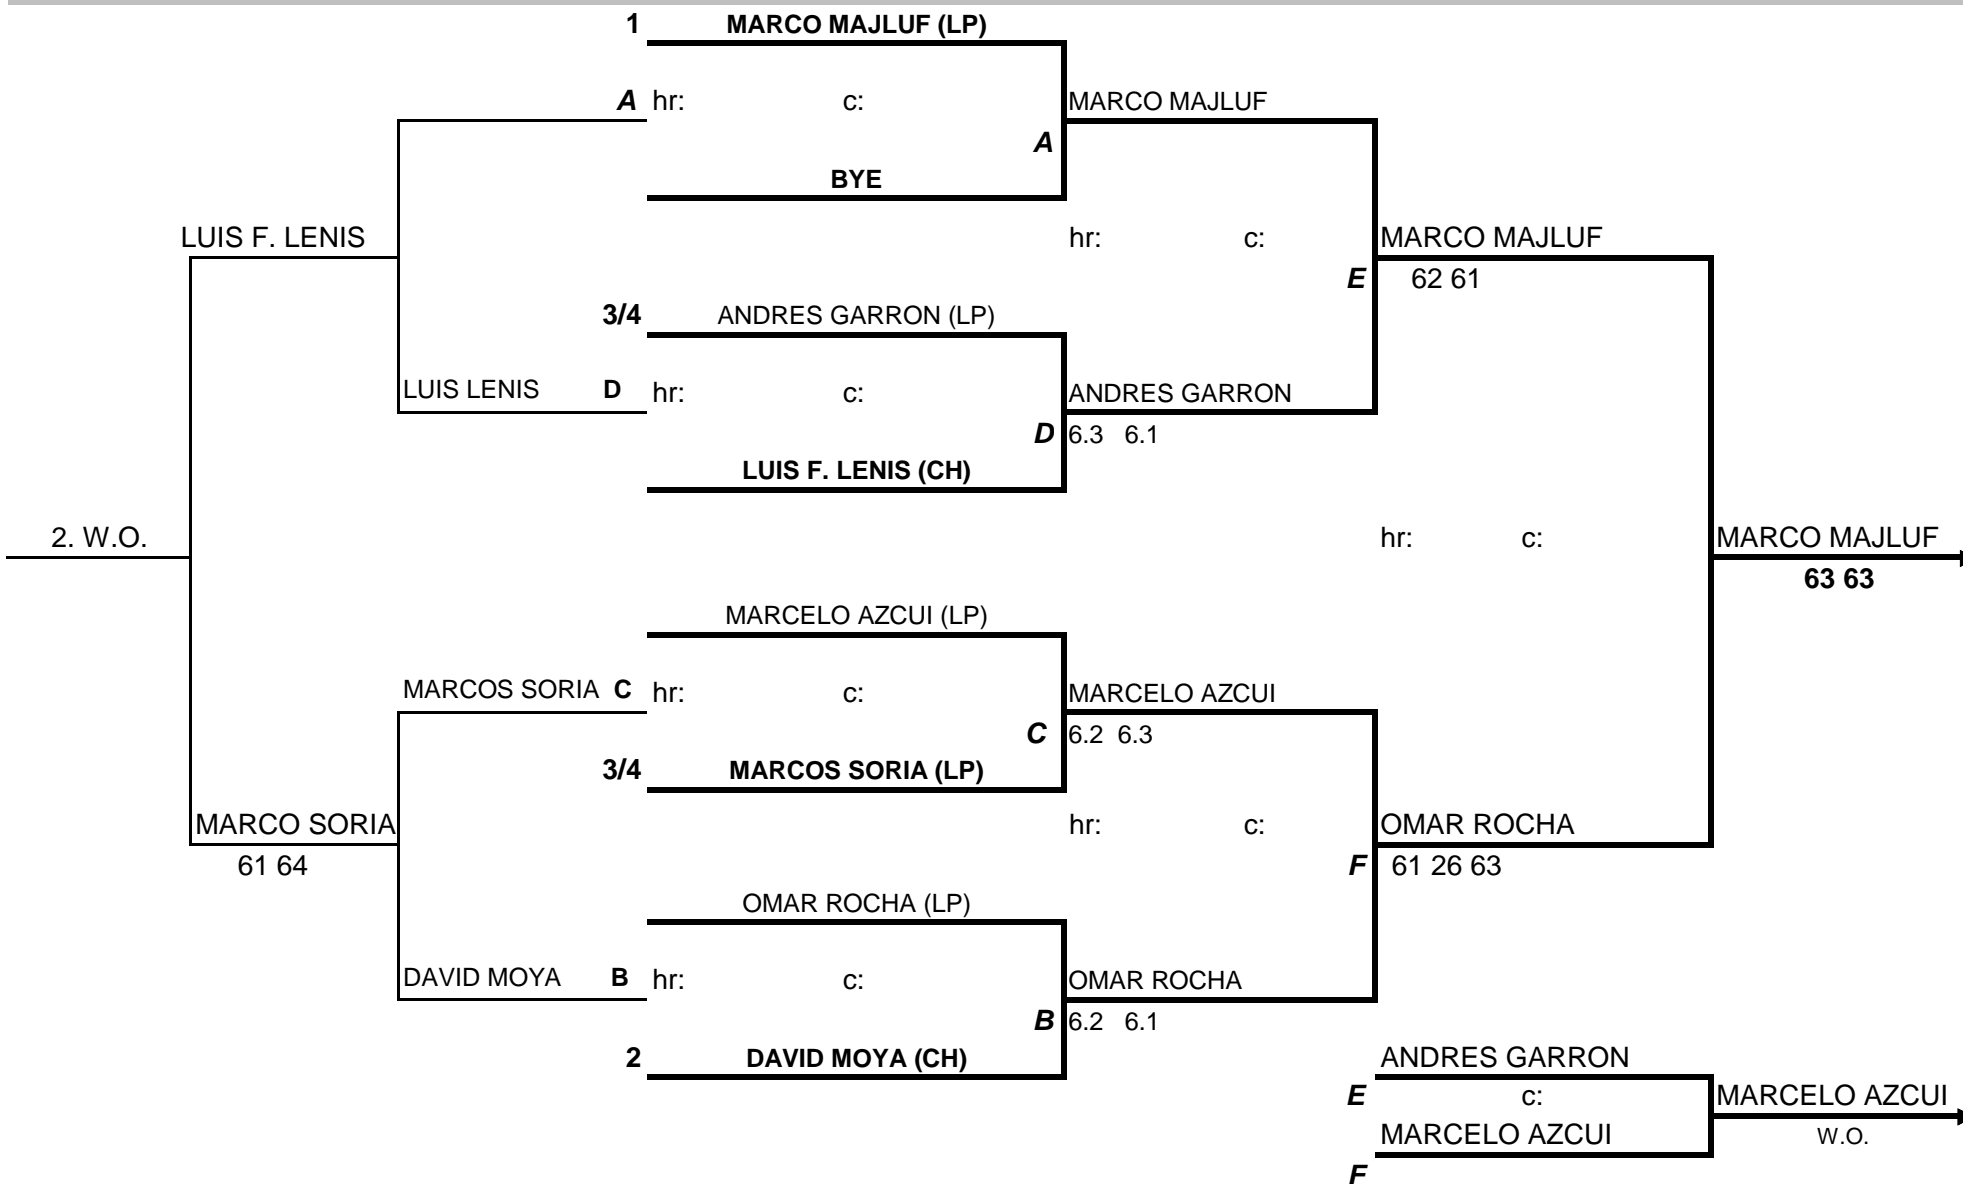 1 MARCO MAJLUF (LP)
A hr: c: MARCO MAJLUF
A
BYE
LUIS F. LENIS hr: c: MARCO MAJLUF
E 62 61
3/4 ANDRES GARRON (LP)
LUIS LENIS D hr: c: ANDRES GARRON
D 6.3 6.1
LUIS F. LENIS (CH)
2. W.O. hr: c: MARCO MAJLUF
63 63
MARCELO AZCUI (LP)
MARCOS SORIA C hr: c: MARCELO AZCUI
C 6.2 6.3
3/4 MARCOS SORIA (LP)
MARCO SORIA hr: c: OMAR ROCHA
61 64 F 61 26 63
OMAR ROCHA (LP)
DAVID MOYA B hr: c: OMAR ROCHA
B 6.2 6.1
2 DAVID MOYA (CH) ANDRES GARRON
E c: MARCELO AZCUI
MARCELO AZCUI W.O.
F